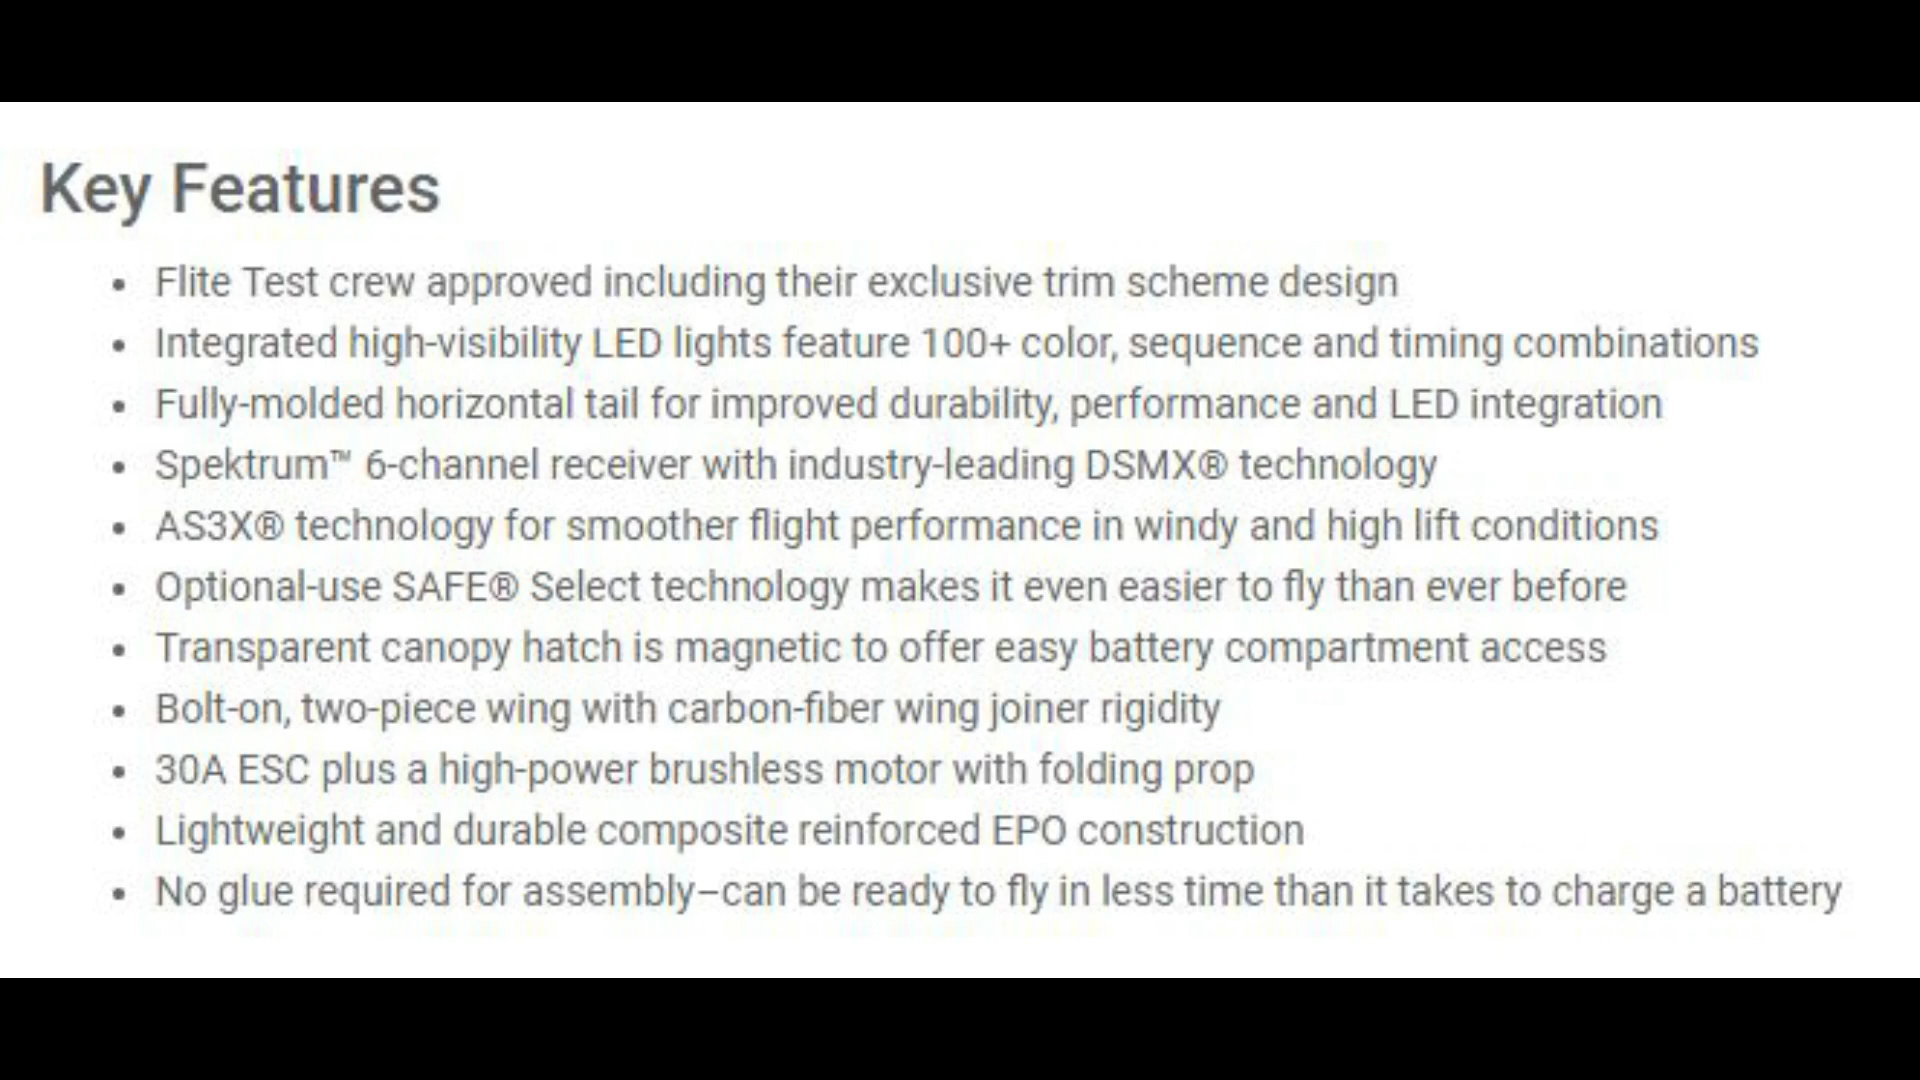 Key Features
• Flite Test crew approved including their exclusive trim scheme design
• Integrated high-visibility LED lights feature 100+ color, sequence and timing combinations
• Fully-molded horizontal tail for improved durability, performance and LED integration
• Spektrum™ 6-channel receiver with industry-leading DSMX® technology
• AS3X® technology for smoother flight performance in windy and high lift conditions
• Optional-use SAFE® Select technology makes it even easier to fly than ever before
• Transparent canopy hatch is magnetic to offer easy battery compartment access
• Bolt-on, two-piece wing with carbon-fiber wing joiner rigidity
• 30A ESC plus a high-power brushless motor with folding prop
• Lightweight and durable composite reinforced EPO construction
• No glue required for assembly–can be ready to fly in less time than it takes to charge a battery